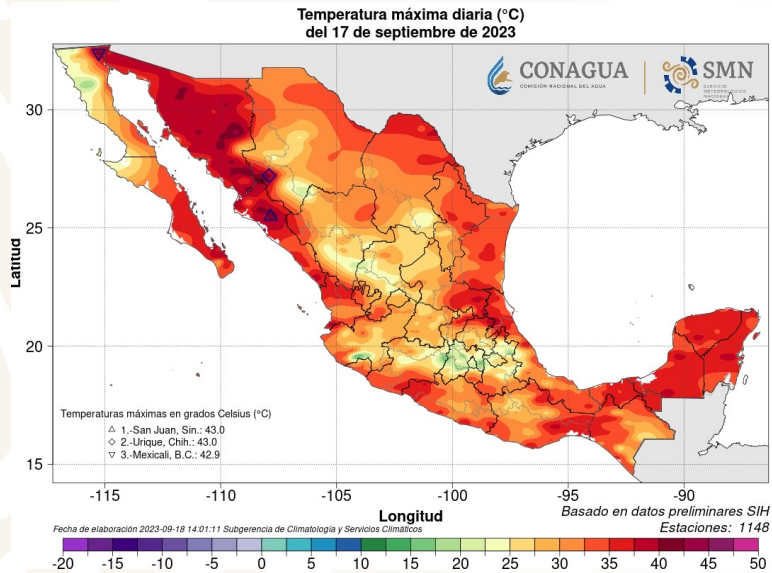 Temperatura máxima diaria (°C)
del 17 de septiembre de 2023
CONAGUA
COMISIÓN NACIONAL DEL AGUA
SMN
SERVICIO
METEOROLÓGICO
NACIONAL
Latitud
30
25
20
15
Temperaturas máximas en grados Celsius (°C)
△ 1.-San Juan, Sin.: 43.0
◇ 2.-Urique, Chih.: 43.0
▽ 3.-Mexicali, B.C.: 42.9
-115 -110 -105 -100 -95 -90
Longitud
Basado en datos preliminares SIH
Fecha de elaboración 2023-09-18 14:01:11 Subgerencia de Climatología y Servicios Climáticos
Estaciones: 1148
-20 -15 -10 -5 0 5 10 15 20 25 30 35 40 45 50